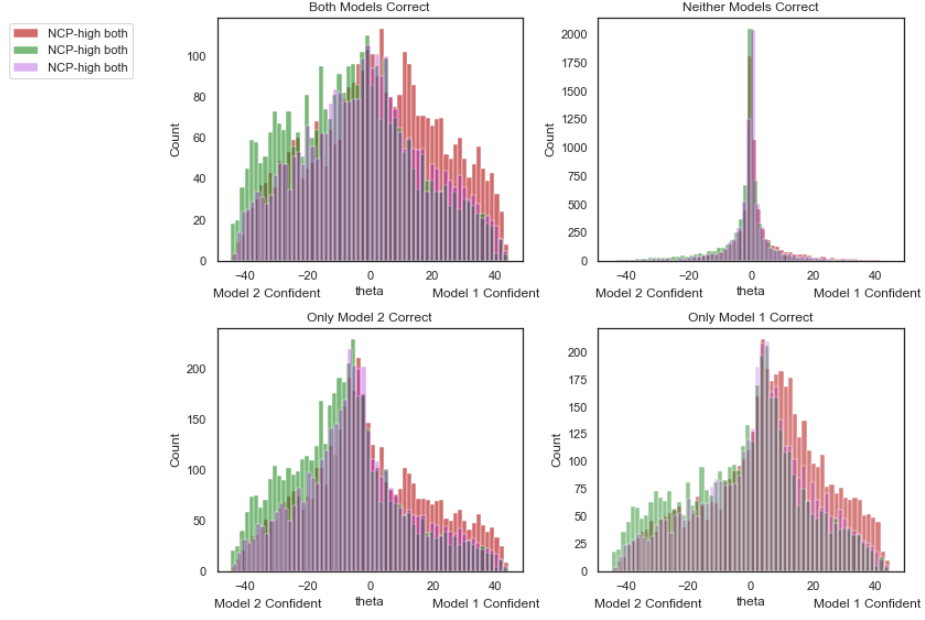 NCP-high both
NCP-high both
NCP-high both
Both Models Correct
Count
100
80
60
40
20
0
−40 −20 0 20 40
theta
Model 2 Confident Model 1 Confident
Neither Models Correct
Count
2000
1750
1500
1250
1000
750
500
250
0
−40 −20 0 20 40
theta
Model 2 Confident Model 1 Confident
Only Model 2 Correct
Count
200
150
100
50
0
−40 −20 0 20 40
theta
Model 2 Confident Model 1 Confident
Only Model 1 Correct
Count
200
175
150
125
100
75
50
25
0
−40 −20 0 20 40
theta
Model 2 Confident Model 1 Confident